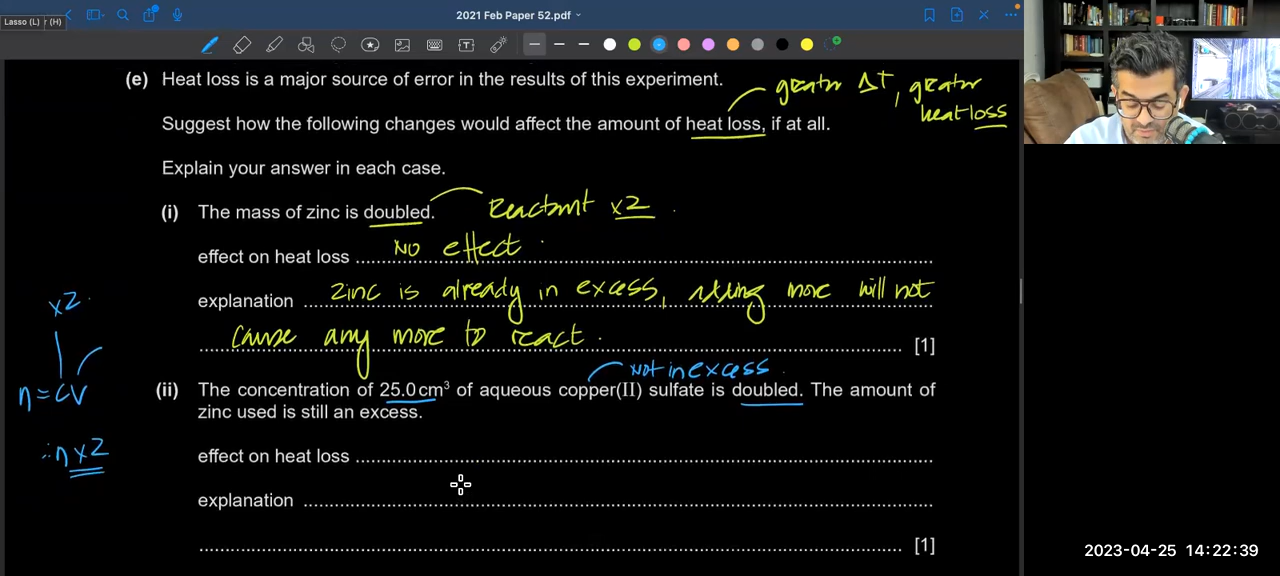 2021 Feb Paper 52.pdf
Lasso (L)
(H)
(e) Heat loss is a major source of error in the results of this experiment.
greater ΔT, greater
heat loss
Suggest how the following changes would affect the amount of heat loss, if at all.
Explain your answer in each case.
(i) The mass of zinc is doubled.
Reactant x2
effect on heat loss
No effect.
explanation
zinc is already in excess, adding more will not
cause any more to react.
[1]
x2
n=CV
∴n x2
not in excess.
(ii) The concentration of 25.0 cm³ of aqueous copper(II) sulfate is doubled. The amount of
zinc used is still an excess.
effect on heat loss
explanation
[1]
2023-04-25 14:22:39